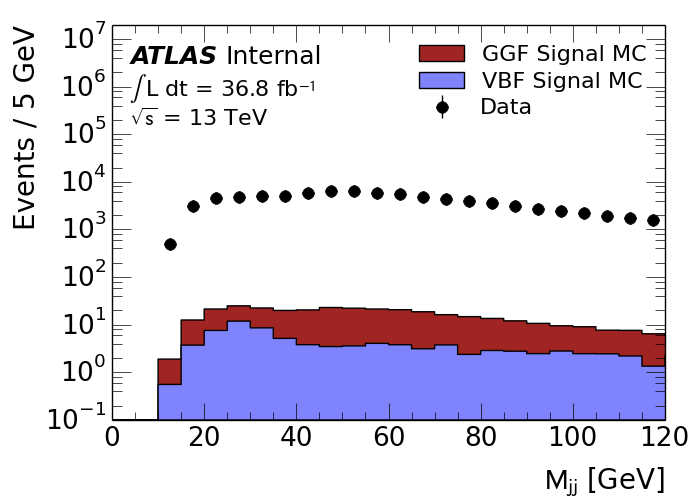 ATLAS Internal
∫L dt = 36.8 fb⁻¹
√s = 13 TeV
GGF Signal MC
VBF Signal MC
Data
Events / 5 GeV
10⁷
10⁶
10⁵
10⁴
10³
10²
10¹
10⁰
10⁻¹
0 20 40 60 80 100 120
Mjj [GeV]